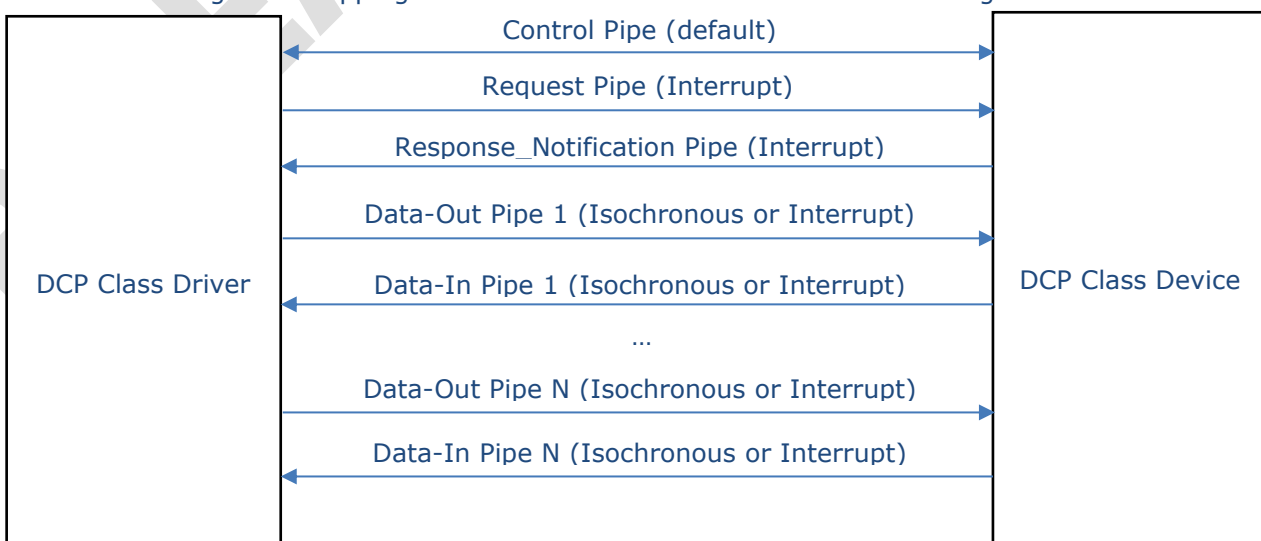 Control Pipe (default)
Request Pipe (Interrupt)
Response_Notification Pipe (Interrupt)
Data-Out Pipe 1 (Isochronous or Interrupt)
DCP Class Driver
Data-In Pipe 1 (Isochronous or Interrupt)
DCP Class Device
…
Data-Out Pipe N (Isochronous or Interrupt)
Data-In Pipe N (Isochronous or Interrupt)